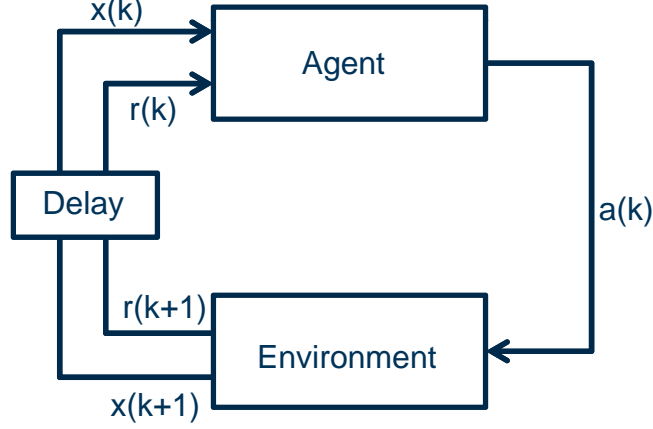 x(k)
Agent
r(k)
Delay
a(k)
r(k+1)
Environment
x(k+1)